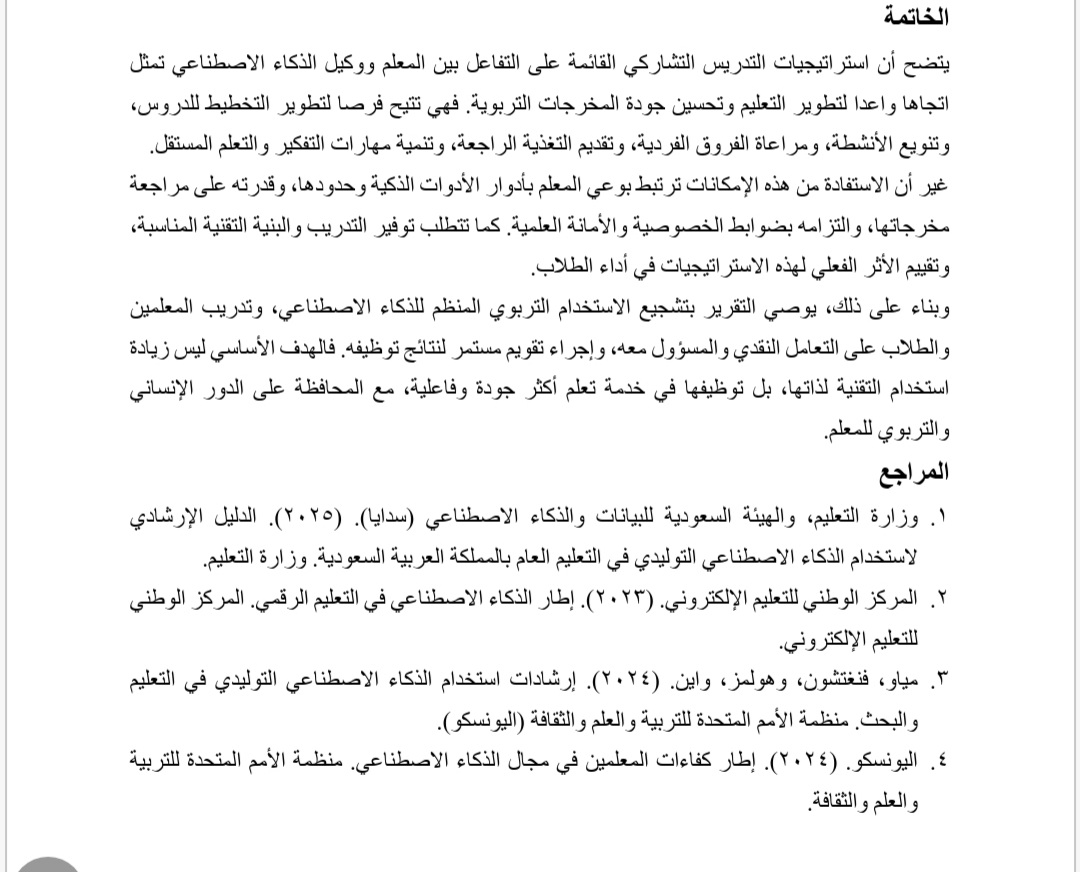 الخاتمة
يتضح أن استراتيجيات التدريس التشاركي القائمة على التفاعل بين المعلم ووكيل الذكاء الاصطناعي تمثل
اتجاها واعدا لتطوير التعليم وتحسين جودة المخرجات التربوية. فهي تتيح فرصا لتطوير التخطيط للدروس،
وتنويع الأنشطة، ومراعاة الفروق الفردية، وتقديم التغذية الراجعة، وتنمية مهارات التفكير والتعلم المستقل.
غير أن الاستفادة من هذه الإمكانات ترتبط بوعي المعلم بأدوار الأدوات الذكية وحدودها، وقدرته على مراجعة
مخرجاتها، والتزامه بضوابط الخصوصية والأمانة العلمية. كما تتطلب توفير التدريب والبنية التقنية المناسبة،
وتقييم الأثر الفعلي لهذه الاستراتيجيات في أداء الطلاب.
وبناء على ذلك، يوصي التقرير بتشجيع الاستخدام التربوي المنظم للذكاء الاصطناعي، وتدريب المعلمين
والطلاب على التعامل النقدي والمسؤول معه، وإجراء تقويم مستمر لنتائج توظيفه. فالهدف الأساسي ليس زيادة
استخدام التقنية لذاتها، بل توظيفها في خدمة تعلم أكثر جودة وفاعلية، مع المحافظة على الدور الإنساني
والتربوي للمعلم.
المراجع
١. وزارة التعليم، والهيئة السعودية للبيانات والذكاء الاصطناعي (سدايا). (٢٠٢٥). الدليل الإرشادي
لاستخدام الذكاء الاصطناعي التوليدي في التعليم العام بالمملكة العربية السعودية. وزارة التعليم.
٢. المركز الوطني للتعليم الإلكتروني. (٢٠٢٣). إطار الذكاء الاصطناعي في التعليم الرقمي. المركز الوطني
للتعليم الإلكتروني.
٣. مياو، فنغتشون، وهولمز، واين. (٢٠٢٤). إرشادات استخدام الذكاء الاصطناعي التوليدي في التعليم
والبحث. منظمة الأمم المتحدة للتربية والعلم والثقافة (اليونسكو).
٤. اليونسكو. (٢٠٢٤). إطار كفاءات المعلمين في مجال الذكاء الاصطناعي. منظمة الأمم المتحدة للتربية
والعلم والثقافة.